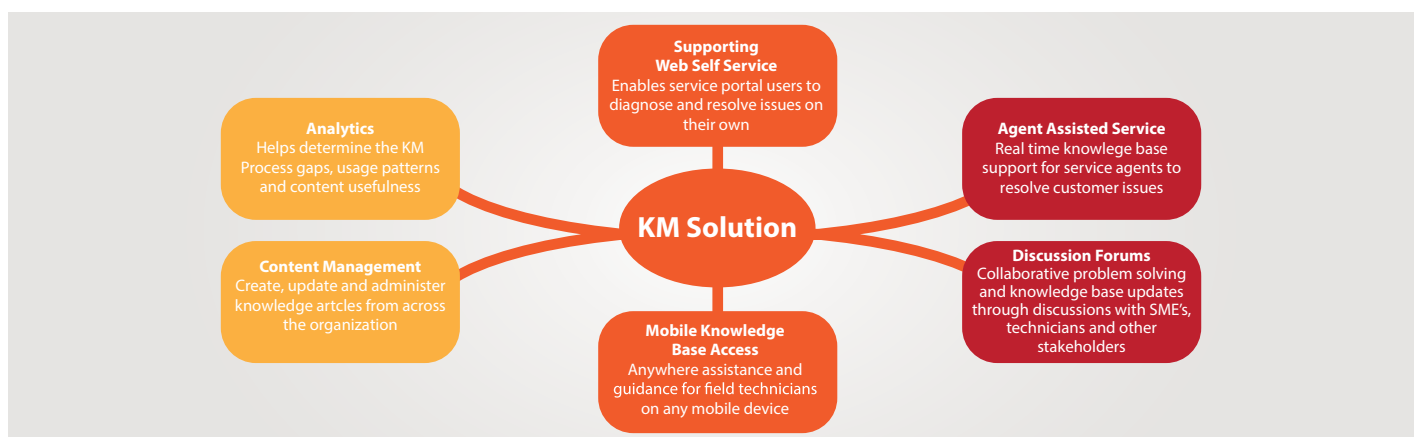 Supporting
Web Self Service
Enables service portal users to
diagnose and resolve issues on
their own
Analytics
Helps determine the KM
Process gaps, usage patterns
and content usefulness
Agent Assisted Service
Real time knowlege base
support for service agents to
resolve customer issues
KM Solution
Content Management
Create, update and administer
knowledge artcles from across
the organization
Discussion Forums
Collaborative problem solving
and knowledge base updates
through discussions with SME's,
technicians and other
stakeholders
Mobile Knowledge
Base Access
Anywhere assistance and
guidance for field technicians
on any mobile device